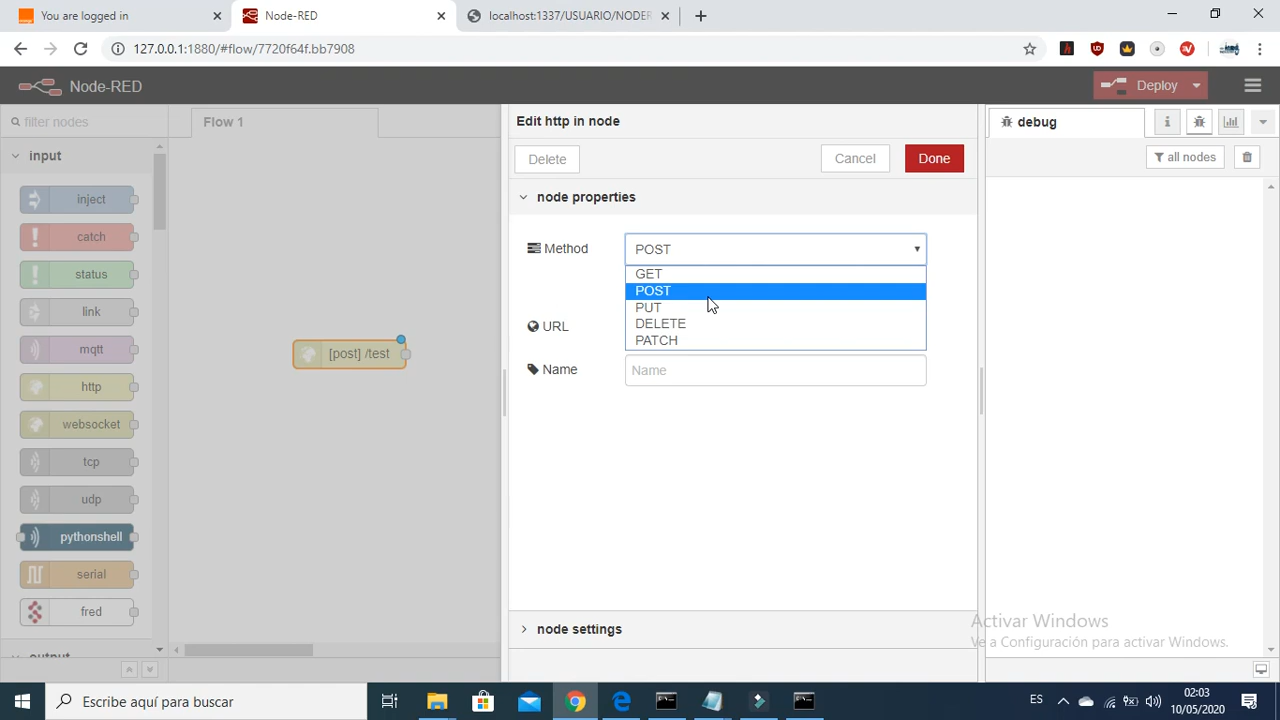 You are logged in
Node-RED
localhost:1337/USUARIO/NODER
127.0.0.1:1880/#flow/7720f64f.bb7908
Node-RED
Deploy
filter nodes
Flow 1
Edit http in node
debug
Delete
Cancel
Done
all nodes
input
inject
catch
status
link
mqtt
http
websocket
tcp
udp
pythonshell
serial
fred
output
[post] /test
node properties
Method
POST
GET
POST
PUT
DELETE
PATCH
URL
Name
Name
node settings
Activar Windows
Ve a Configuración para activar Windows.
Escribe aquí para buscar
ES
02:03
10/05/2020